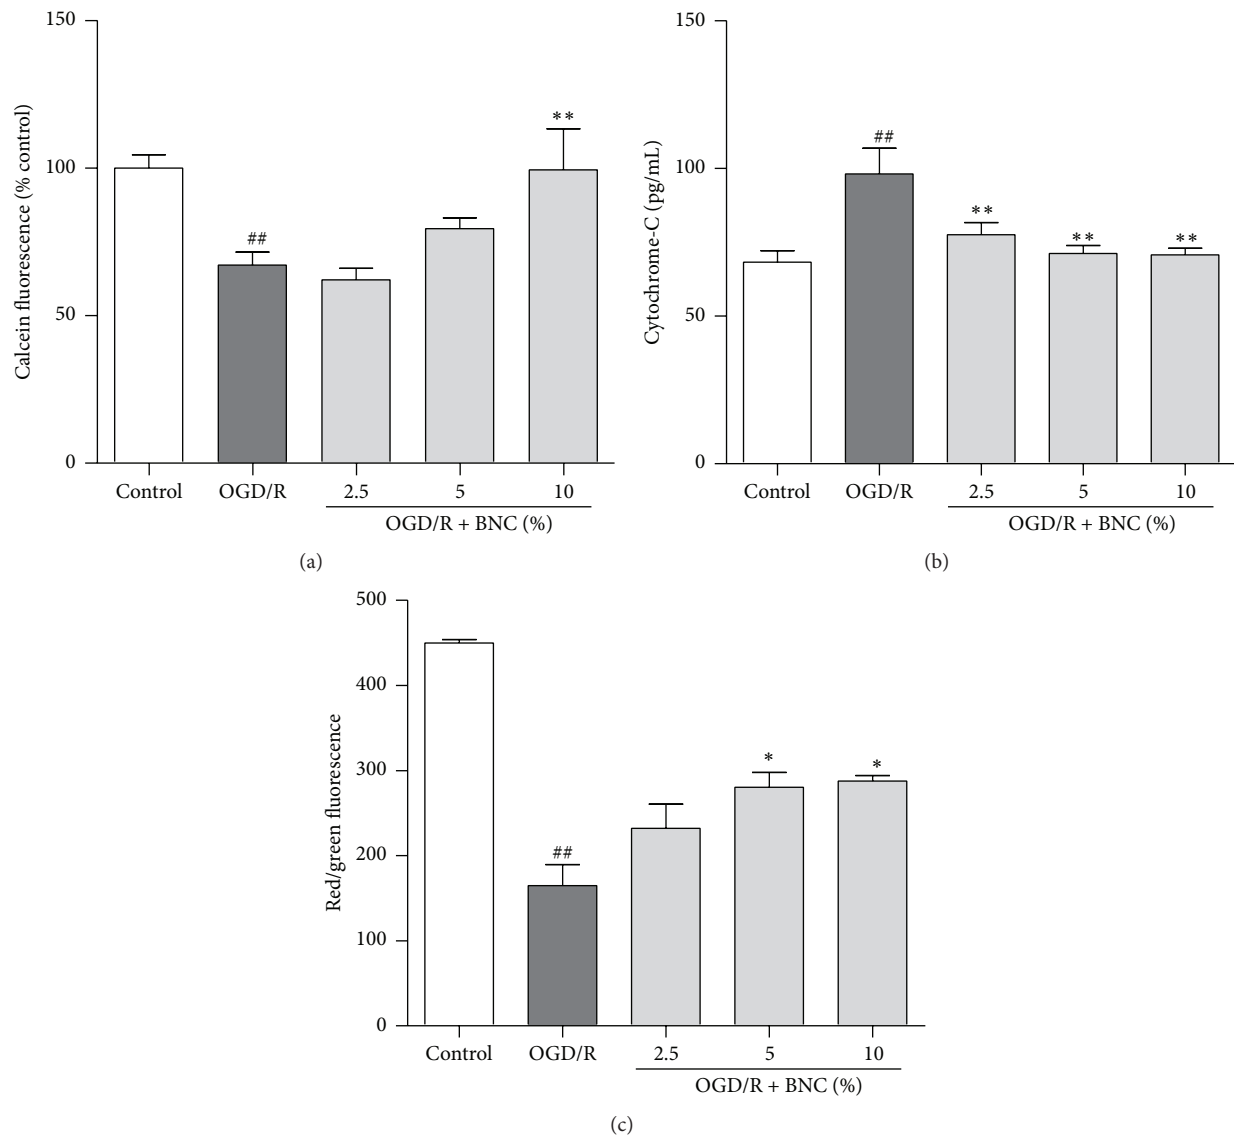 Calcein fluorescence (% control)
150
100
50
0
##
**
Control OGD/R 2.5 5 10
OGD/R + BNC (%)
(a)
Cytochrome-C (pg/mL)
150
100
50
0
##
**
**
**
Control OGD/R 2.5 5 10
OGD/R + BNC (%)
(b)
Red/green fluorescence
500
400
300
200
100
0
##
*
*
Control OGD/R 2.5 5 10
OGD/R + BNC (%)
(c)